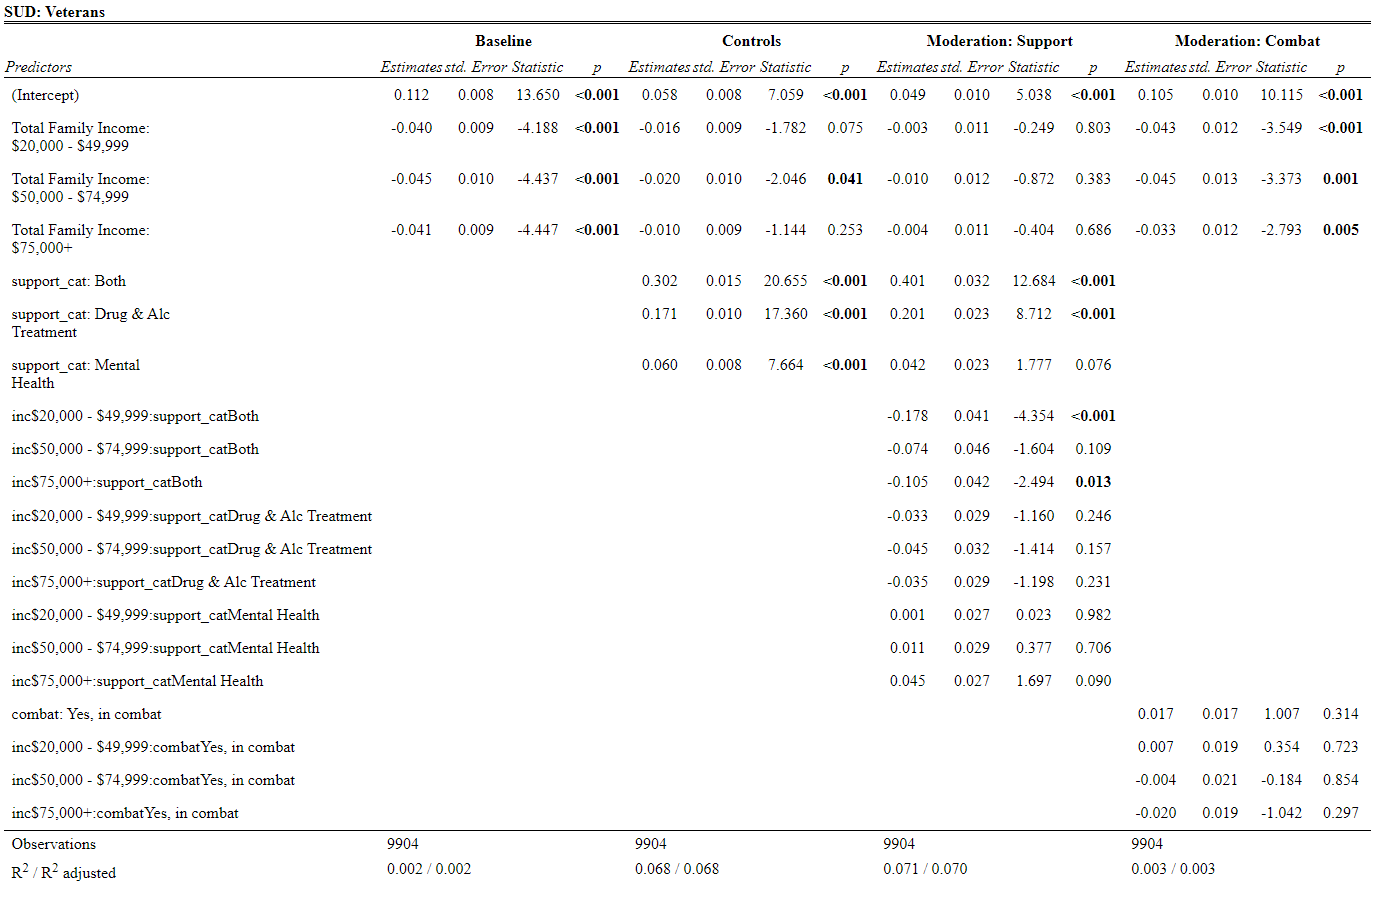 SUD: Veterans
Baseline Controls Moderation: Support Moderation: Combat
Predictors Estimates std. Error Statistic p Estimates std. Error Statistic p Estimates std. Error Statistic p Estimates std. Error Statistic p
(Intercept) 0.112 0.008 13.650 <0.001 0.058 0.008 7.059 <0.001 0.049 0.010 5.038 <0.001 0.105 0.010 10.115 <0.001
Total Family Income: -0.040 0.009 -4.188 <0.001 -0.016 0.009 -1.782 0.075 -0.003 0.011 -0.249 0.803 -0.043 0.012 -3.549 <0.001
$20,000 - $49,999
Total Family Income: -0.045 0.010 -4.437 <0.001 -0.020 0.010 -2.046 0.041 -0.010 0.012 -0.872 0.383 -0.045 0.013 -3.373 0.001
$50,000 - $74,999
Total Family Income: -0.041 0.009 -4.447 <0.001 -0.010 0.009 -1.144 0.253 -0.004 0.011 -0.404 0.686 -0.033 0.012 -2.793 0.005
$75,000+
support_cat: Both 0.302 0.015 20.655 <0.001 0.401 0.032 12.684 <0.001
support_cat: Drug & Alc 0.171 0.010 17.360 <0.001 0.201 0.023 8.712 <0.001
Treatment
support_cat: Mental 0.060 0.008 7.664 <0.001 0.042 0.023 1.777 0.076
Health
inc$20,000 - $49,999:support_catBoth -0.178 0.041 -4.354 <0.001
inc$50,000 - $74,999:support_catBoth -0.074 0.046 -1.604 0.109
inc$75,000+:support_catBoth -0.105 0.042 -2.494 0.013
inc$20,000 - $49,999:support_catDrug & Alc Treatment -0.033 0.029 -1.160 0.246
inc$50,000 - $74,999:support_catDrug & Alc Treatment -0.045 0.032 -1.414 0.157
inc$75,000+:support_catDrug & Alc Treatment -0.035 0.029 -1.198 0.231
inc$20,000 - $49,999:support_catMental Health 0.001 0.027 0.023 0.982
inc$50,000 - $74,999:support_catMental Health 0.011 0.029 0.377 0.706
inc$75,000+:support_catMental Health 0.045 0.027 1.697 0.090
combat: Yes, in combat 0.017 0.017 1.007 0.314
inc$20,000 - $49,999:combatYes, in combat 0.007 0.019 0.354 0.723
inc$50,000 - $74,999:combatYes, in combat -0.004 0.021 -0.184 0.854
inc$75,000+:combatYes, in combat -0.020 0.019 -1.042 0.297
Observations 9904 9904 9904 9904
R² / R² adjusted 0.002 / 0.002 0.068 / 0.068 0.071 / 0.070 0.003 / 0.003